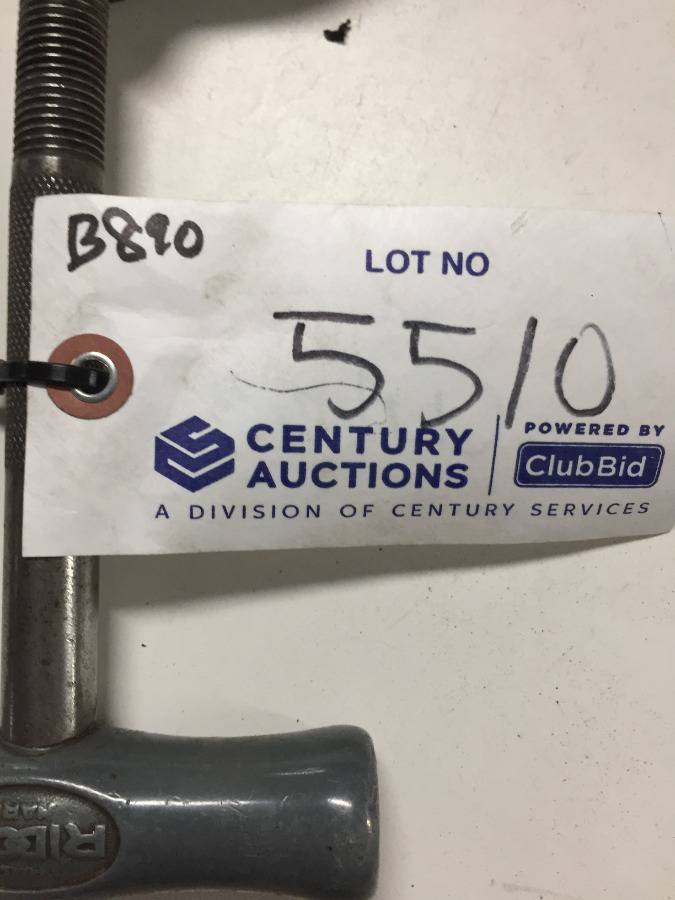 B890
LOT NO
5510
CENTURY
AUCTIONS
POWERED BY
ClubBid
A DIVISION OF CENTURY SERVICES